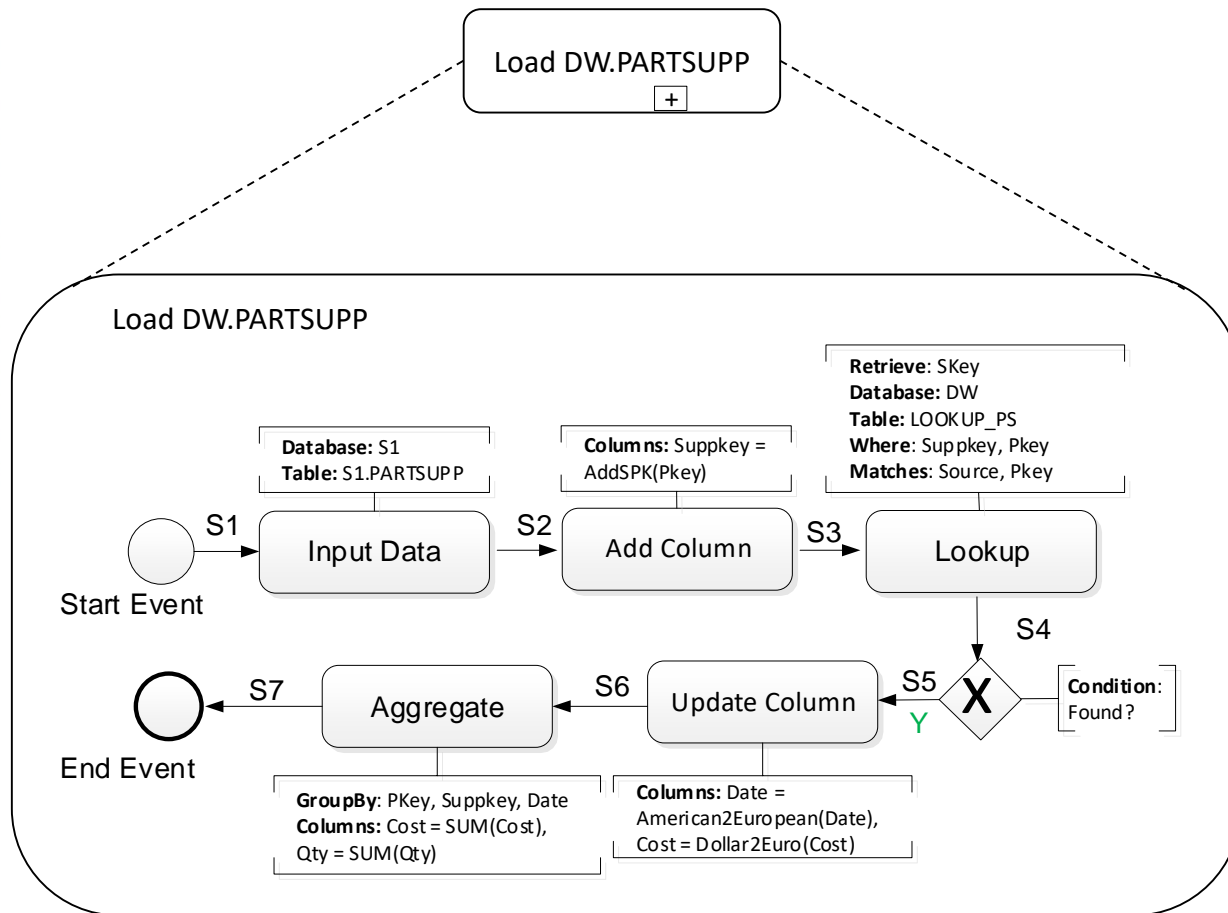 Load DW.PARTSUPP
+
Load DW.PARTSUPP
Retrieve: SKey
Database: DW
Table: LOOKUP_PS
Where: Suppkey, Pkey
Matches: Source, Pkey
Database: S1
Table: S1.PARTSUPP
Columns: Suppkey =
AddSPK(Pkey)
S1
Input Data
S2
Add Column
S3
Lookup
Start Event
S4
S7
Aggregate
S6
Update Column
S5
Y
X
Condition:
Found?
End Event
GroupBy: PKey, Suppkey, Date
Columns: Cost = SUM(Cost),
Qty = SUM(Qty)
Columns: Date =
American2European(Date),
Cost = Dollar2Euro(Cost)